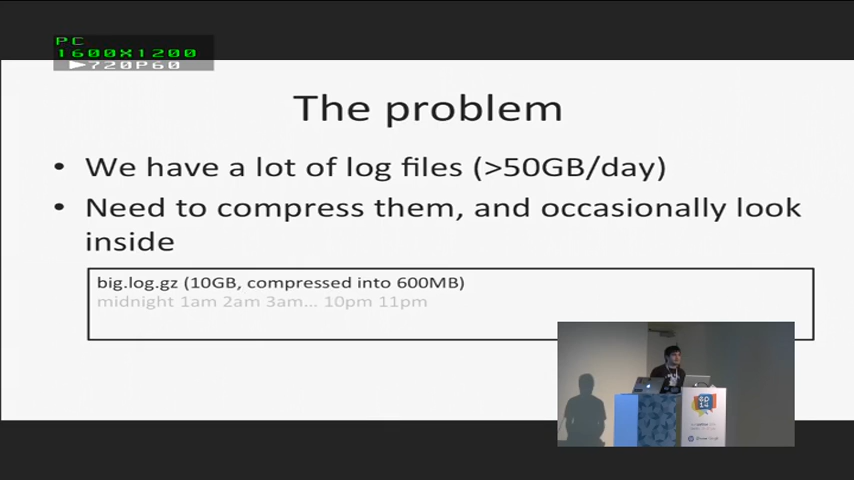 PC
1600X1200
▶720P60
The problem
• We have a lot of log files (>50GB/day)
• Need to compress them, and occasionally look
inside
big.log.gz (10GB, compressed into 600MB)
midnight 1am 2am 3am... 10pm 11pm